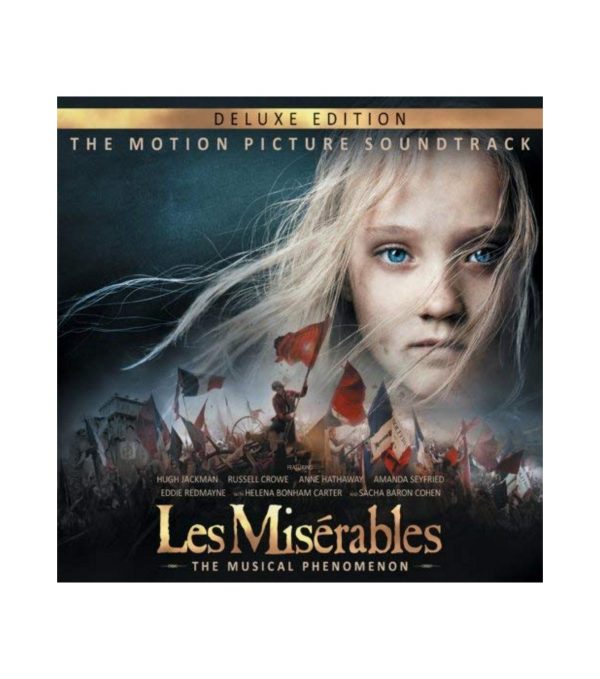 DELUXE EDITION
THE MOTION PICTURE SOUNDTRACK
FEATURING
HUGH JACKMAN RUSSELL CROWE ANNE HATHAWAY AMANDA SEYFRIED
EDDIE REDMAYNE WITH HELENA BONHAM CARTER AND SACHA BARON COHEN
Les Misérables
THE MUSICAL PHENOMENON